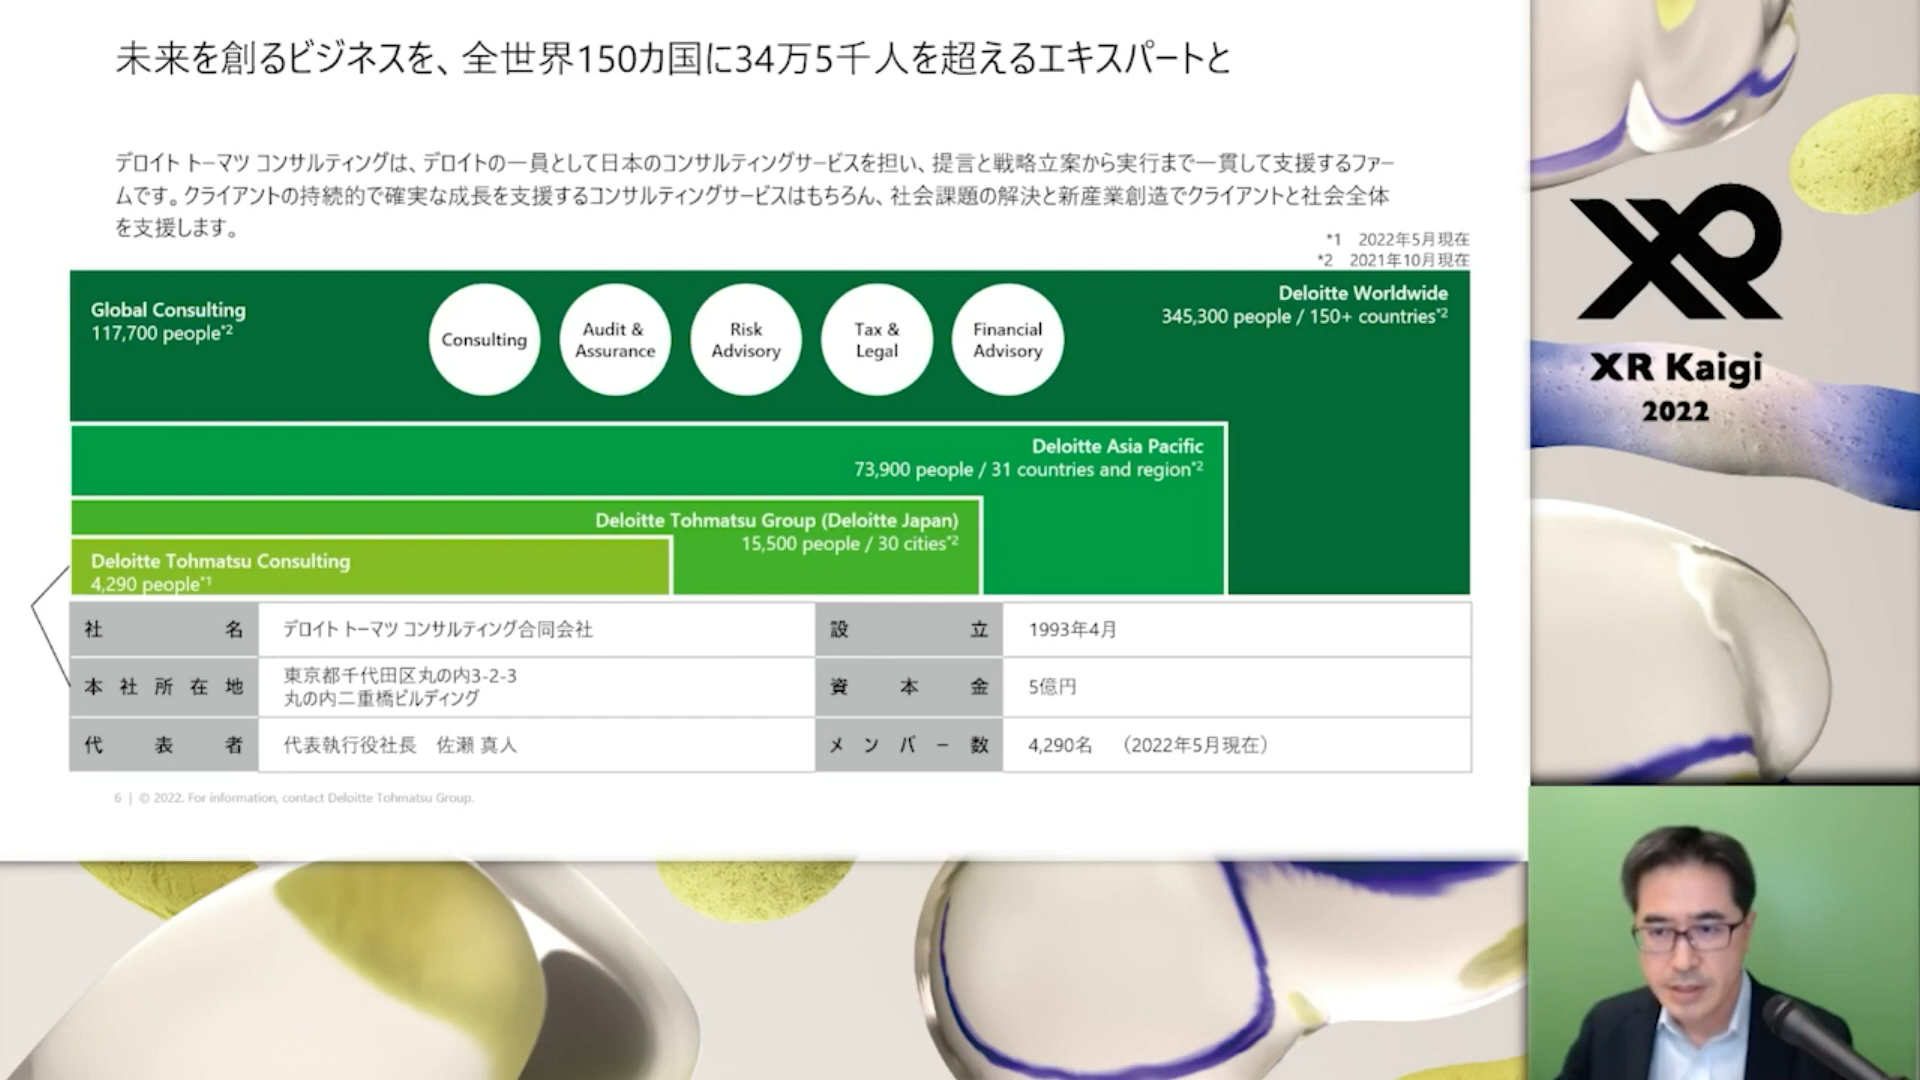 未来を創るビジネスを、全世界150カ国に34万5千人を超えるエキスパートと
デロイト トーマツ コンサルティングは、デロイトの一員として日本のコンサルティングサービスを担い、提言と戦略立案から実行まで一貫して支援するファー
ムです。クライアントの持続的で確実な成長を支援するコンサルティングサービスはもちろん、社会課題の解決と新産業創造でクライアントと社会全体
を支援します。
*1 2022年5月現在
*2 2021年10月現在
Global Consulting
117,700 people*2
Consulting
Audit &
Assurance
Risk
Advisory
Tax &
Legal
Financial
Advisory
Deloitte Worldwide
345,300 people / 150+ countries*2
Deloitte Asia Pacific
73,900 people / 31 countries and region*2
Deloitte Tohmatsu Group (Deloitte Japan)
15,500 people / 30 cities*2
Deloitte Tohmatsu Consulting
4,290 people*1
社名 デロイト トーマツ コンサルティング合同会社 設立 1993年4月
本社所在地 東京都千代田区丸の内3-2-3
丸の内二重橋ビルディング
資本金 5億円
代表者 代表執行役社長 佐瀬 真人 メンバー数 4,290名 （2022年5月現在）
6 | © 2022. For information, contact Deloitte Tohmatsu Group.
XR
XR Kaigi
2022